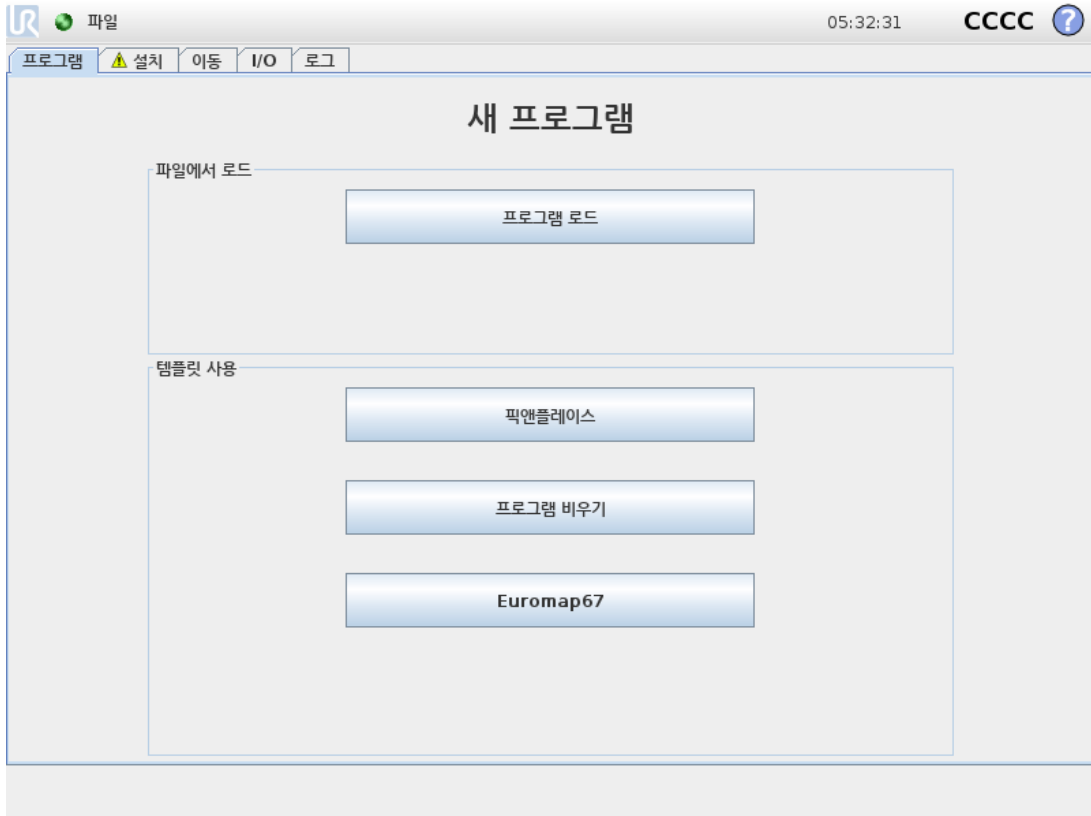 UR 파일 05:32:31 CCCC ?
프로그램 설치 이동 I/O 로그
새 프로그램
파일에서 로드
프로그램 로드
템플릿 사용
픽앤플레이스
프로그램 비우기
Euromap67